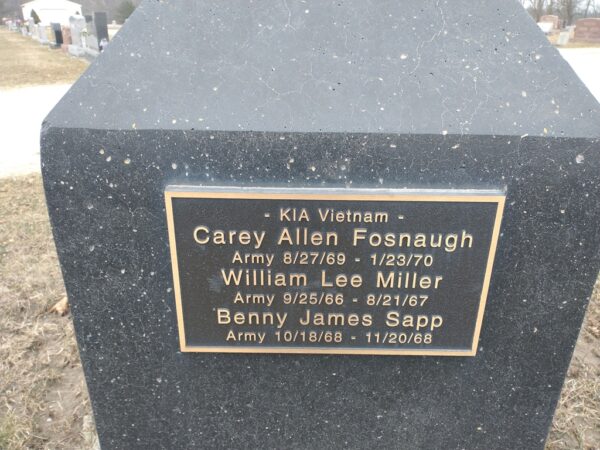 - KIA Vietnam -
Carey Allen Fosnaugh
Army 8/27/69 - 1/23/70
William Lee Miller
Army 9/25/66 - 8/21/67
Benny James Sapp
Army 10/18/68 - 11/20/68